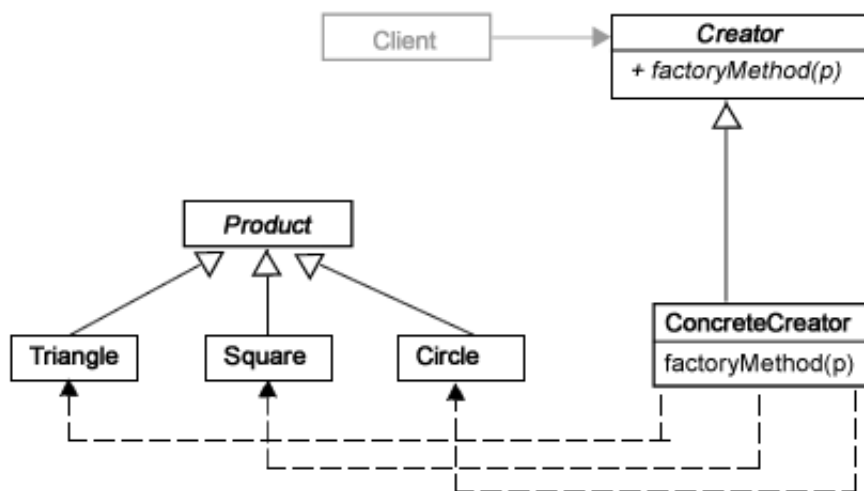 Client
Creator
+ factoryMethod(p)
Product
Triangle
Square
Circle
ConcreteCreator
factoryMethod(p)